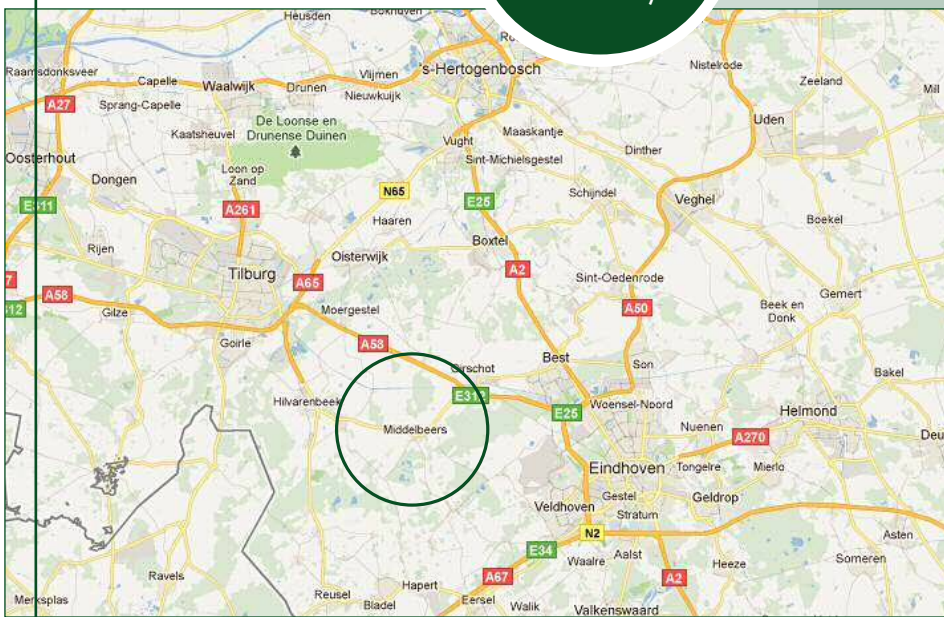 Heusden
Nistelrode
Raamsdonksveer
Capelle
Waalwijk
Drunen
Vlijmen
's-Hertogenbosch
Zeeland
Mill
A27
Sprang-Capelle
Nieuwkuijk
De Loonse en
Drunense Duinen
Kaatsheuvel
Vught
Maaskantje
Uden
Oosterhout
Loon op
Zand
Sint-Michielsgestel
Dinther
Dongen
N65
Schijndel
Veghel
E311
A261
E25
Haaren
Boekel
Rijen
Oisterwijk
Boxtel
Tilburg
A65
A2
Sint-Oedenrode
A58
Gemert
Gilze
Moergestel
A50
Beek en
Donk
Goirle
A58
Best
Son
Oirschot
Bakel
Hilvarenbeek
E312
E25
Woensel-Noord
Helmond
Middelbeers
Nuenen
A270
Deu
Eindhoven
Tongelre
Mierlo
Gestel
Geldrop
Veldhoven
Stratum
N2
Asten
E34
Waalre
Aalst
Heeze
Someren
Ravels
Hapert
A67
A2
Merksplas
Reusel
Bladel
Eersel
Walik
Valkenswaard